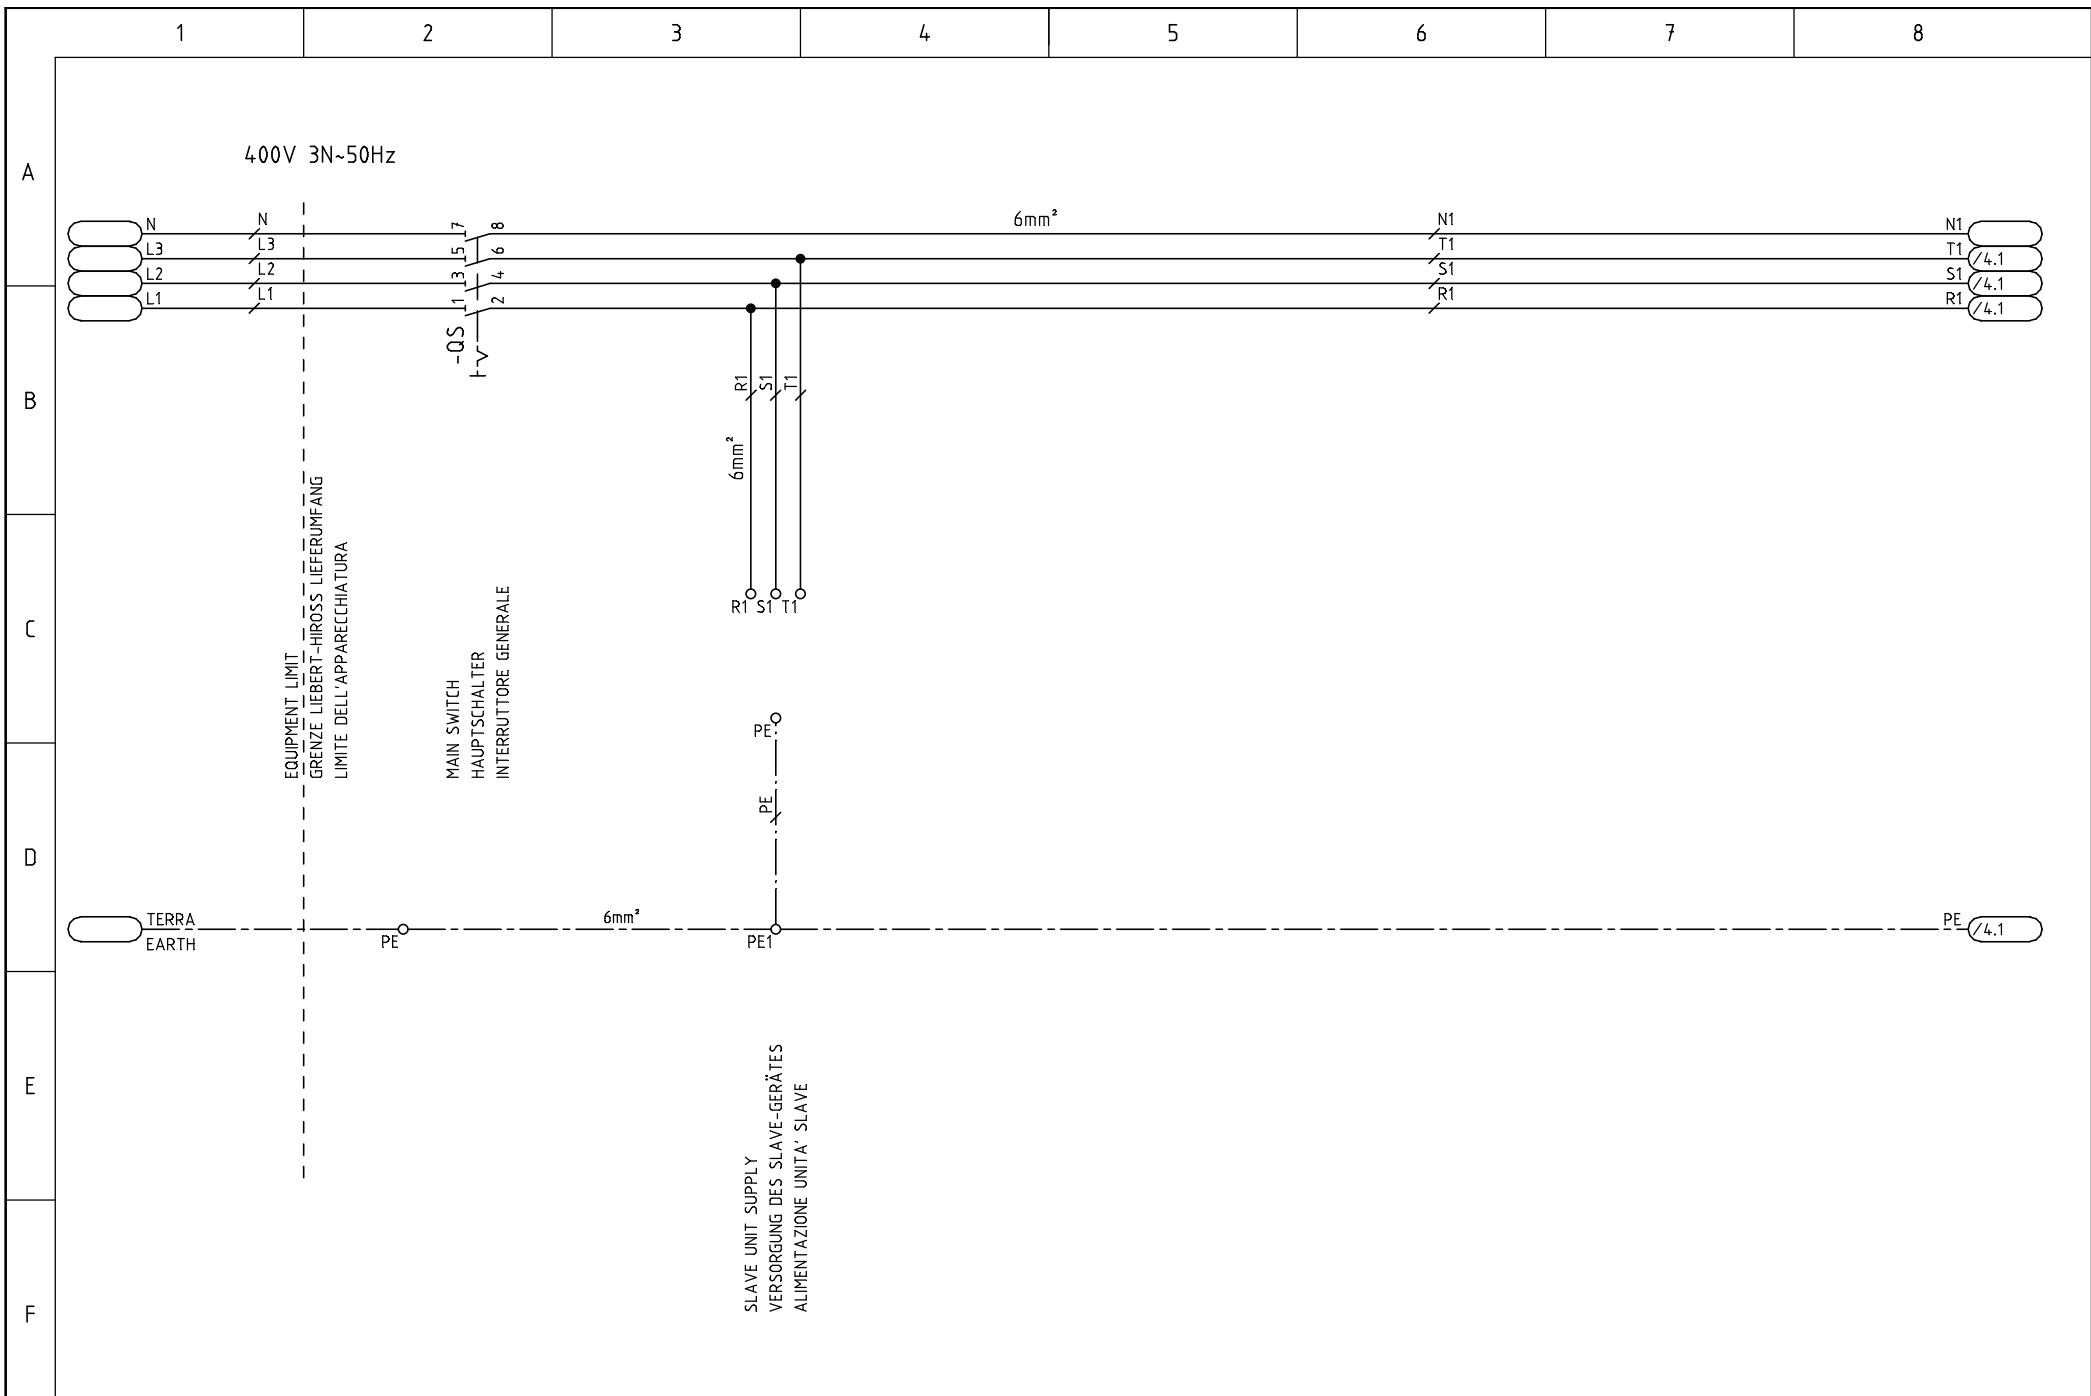 1 2 3 4 5 6 7 8
A
400V 3N~50Hz
N N 7 8 6mm² N1 N1
L3 L3 5 6 T1 T1 /4.1
L2 L2 3 4 S1 S1 /4.1
L1 L1 1 2 R1 R1 /4.1
-QS
B
R1 S1 T1
6mm²
C
R1 S1 T1
EQUIPMENT LIMIT
GRENZE LIEBERT-HIROSS LIEFERUMFANG
LIMITE DELL'APPARECCHIATURA
MAIN SWITCH
HAUPTSCHALTER
INTERRUTTORE GENERALE
PE
PE
D
TERRA 6mm² PE /4.1
EARTH PE PE1
E
SLAVE UNIT SUPPLY
VERSORGUNG DES SLAVE-GERÄTES
ALIMENTAZIONE UNITA' SLAVE
F